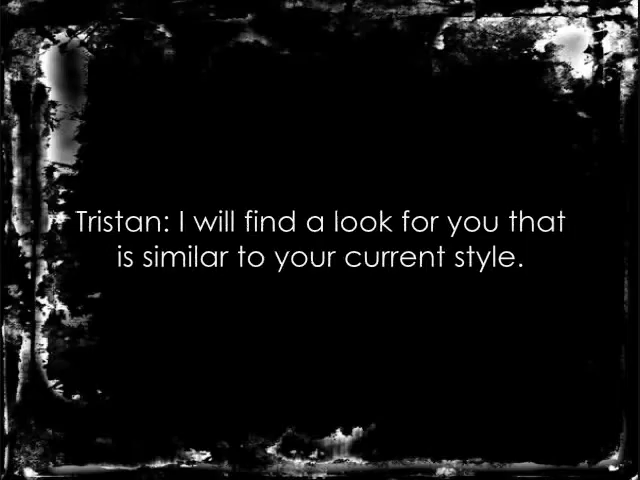 Tristan: I will find a look for you that
is similar to your current style.